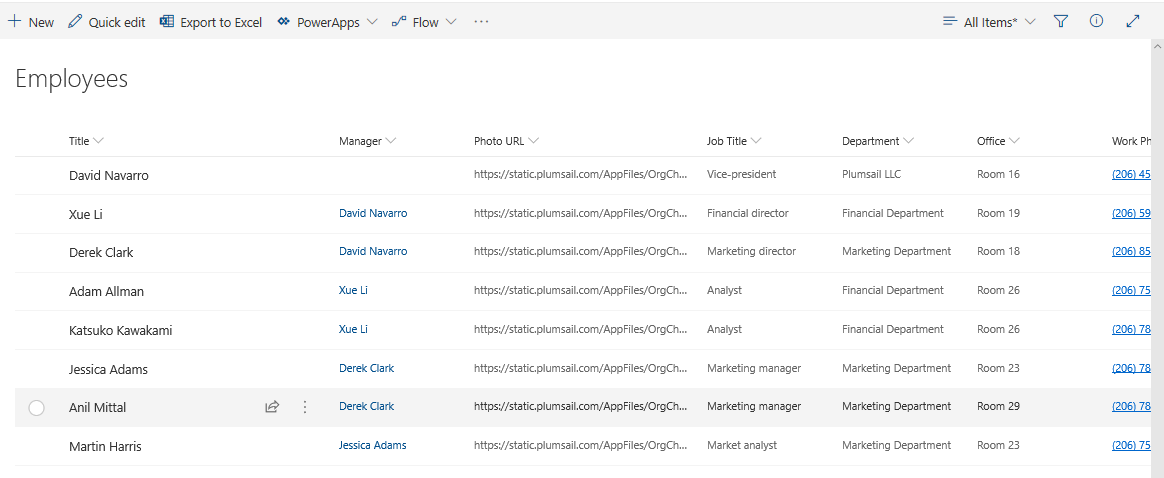 New Quick edit Export to Excel PowerApps Flow ... All Items*
Employees
Title Manager Photo URL Job Title Department Office Work Ph
David Navarro https://static.plumsail.com/AppFiles/OrgCh... Vice-president Plumsail LLC Room 16 (206) 45
Xue Li David Navarro https://static.plumsail.com/AppFiles/OrgCh... Financial director Financial Department Room 19 (206) 59
Derek Clark David Navarro https://static.plumsail.com/AppFiles/OrgCh... Marketing director Marketing Department Room 18 (206) 85
Adam Allman Xue Li https://static.plumsail.com/AppFiles/OrgCh... Analyst Financial Department Room 26 (206) 75
Katsuko Kawakami Xue Li https://static.plumsail.com/AppFiles/OrgCh... Analyst Financial Department Room 26 (206) 78
Jessica Adams Derek Clark https://static.plumsail.com/AppFiles/OrgCh... Marketing manager Marketing Department Room 23 (206) 78
Anil Mittal Derek Clark https://static.plumsail.com/AppFiles/OrgCh... Marketing manager Marketing Department Room 29 (206) 78
Martin Harris Jessica Adams https://static.plumsail.com/AppFiles/OrgCh... Market analyst Marketing Department Room 23 (206) 75